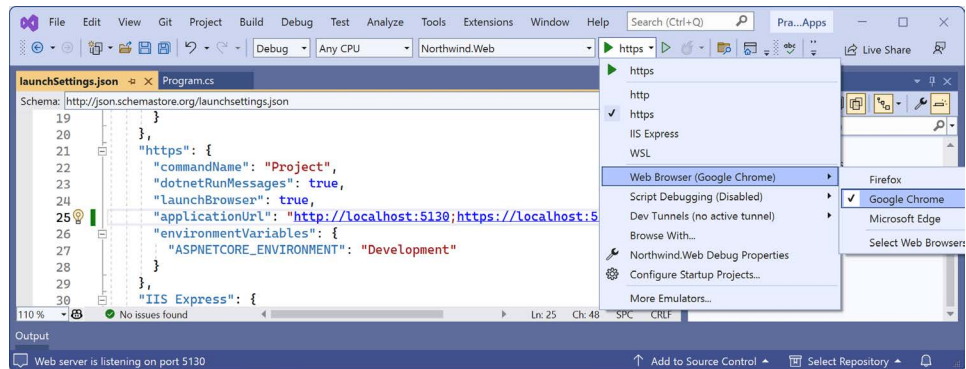 File Edit View Git Project Build Debug Test Analyze Tools Extensions Window Help Search (Ctrl+Q) Pra...Apps
Debug Any CPU Northwind.Web https Live Share
launchSettings.json Program.cs
Schema: http://json.schemastore.org/launchsettings.json
19 }
20 },
21 "https": {
22 "commandName": "Project",
23 "dotnetRunMessages": true,
24 "launchBrowser": true,
25 "applicationUrl": "http://localhost:5130;https://localhost:5
26 "environmentVariables": {
27 "ASPNETCORE_ENVIRONMENT": "Development"
28 }
29 },
30 "IIS Express": {
110 % No issues found Ln: 25 Ch: 48 SPC CRLF
https
http
https
IIS Express
WSL
Web Browser (Google Chrome)
Script Debugging (Disabled)
Dev Tunnels (no active tunnel)
Browse With...
Northwind.Web Debug Properties
Configure Startup Projects...
More Emulators...
Firefox
Google Chrome
Microsoft Edge
Select Web Browsers
Output
Web server is listening on port 5130 Add to Source Control Select Repository